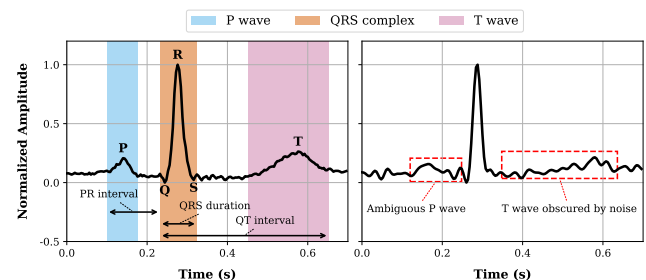 P wave QRS complex T wave
Normalized Amplitude
1.0
0.5
0.0
-0.5
R
P
T
Q
S
PR interval
QRS duration
QT interval
0.0 0.2 0.4 0.6
Time (s)
Ambiguous P wave
T wave obscured by noise
0.0 0.2 0.4 0.6
Time (s)